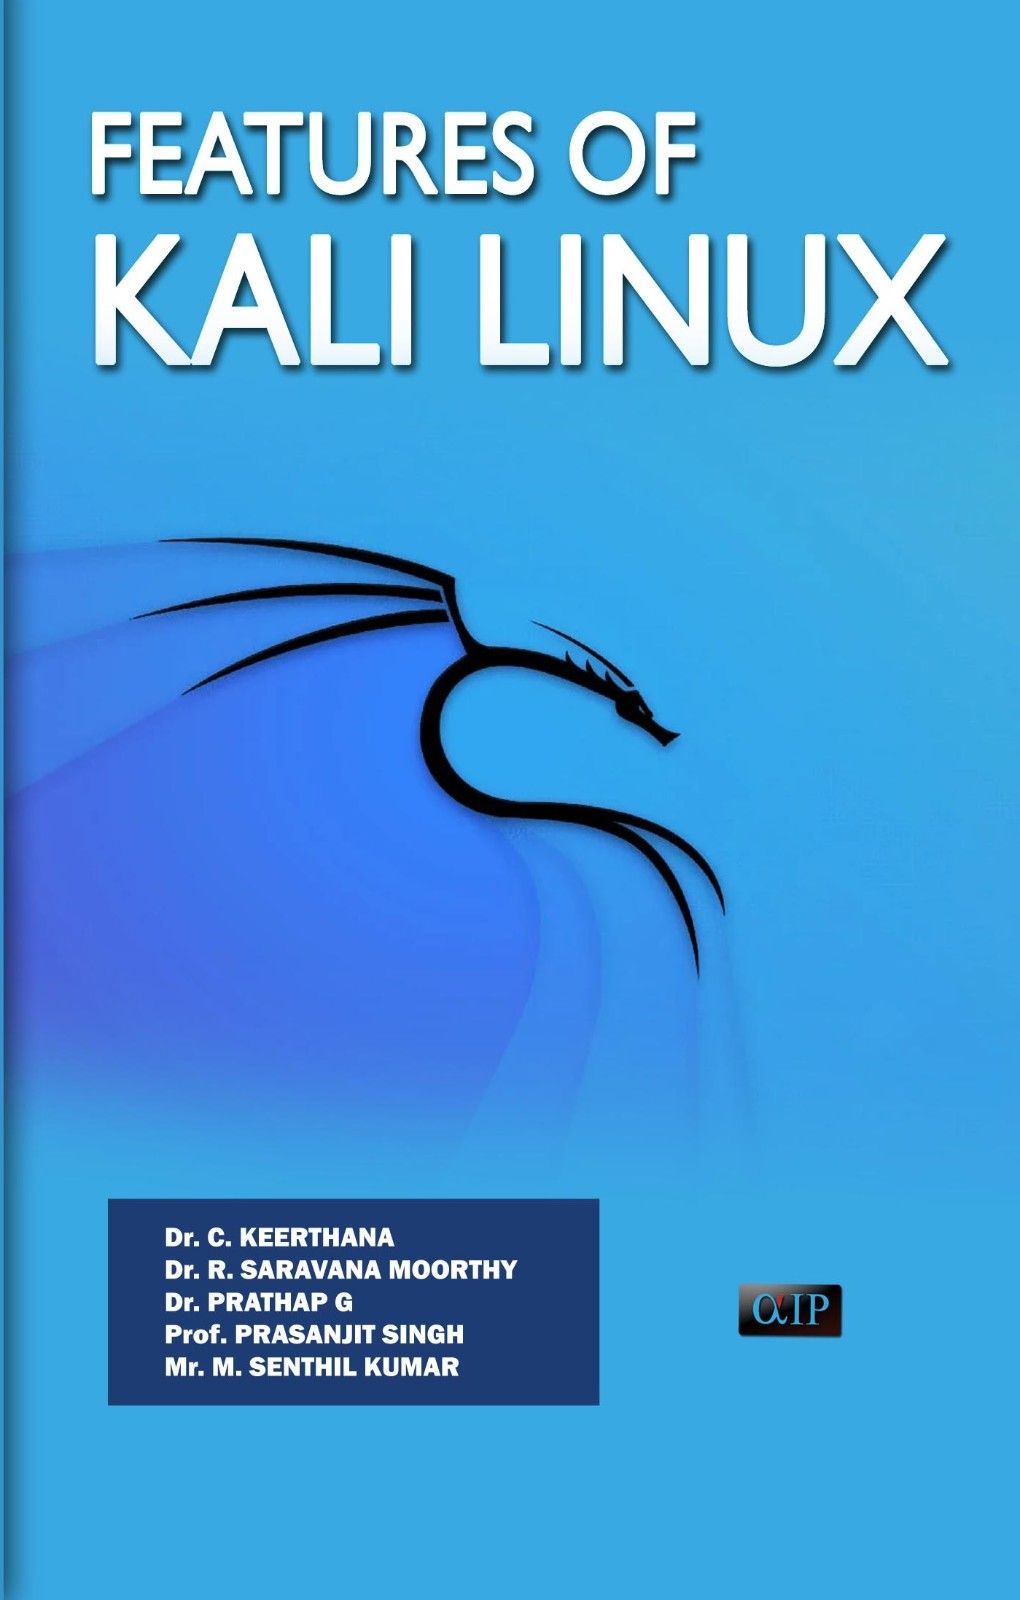 FEATURES OF
KALI LINUX
Dr. C. KEERTHANA
Dr. R. SARAVANA MOORTHY
Dr. PRATHAP G
Prof. PRASANJIT SINGH
Mr. M. SENTHIL KUMAR
αIP